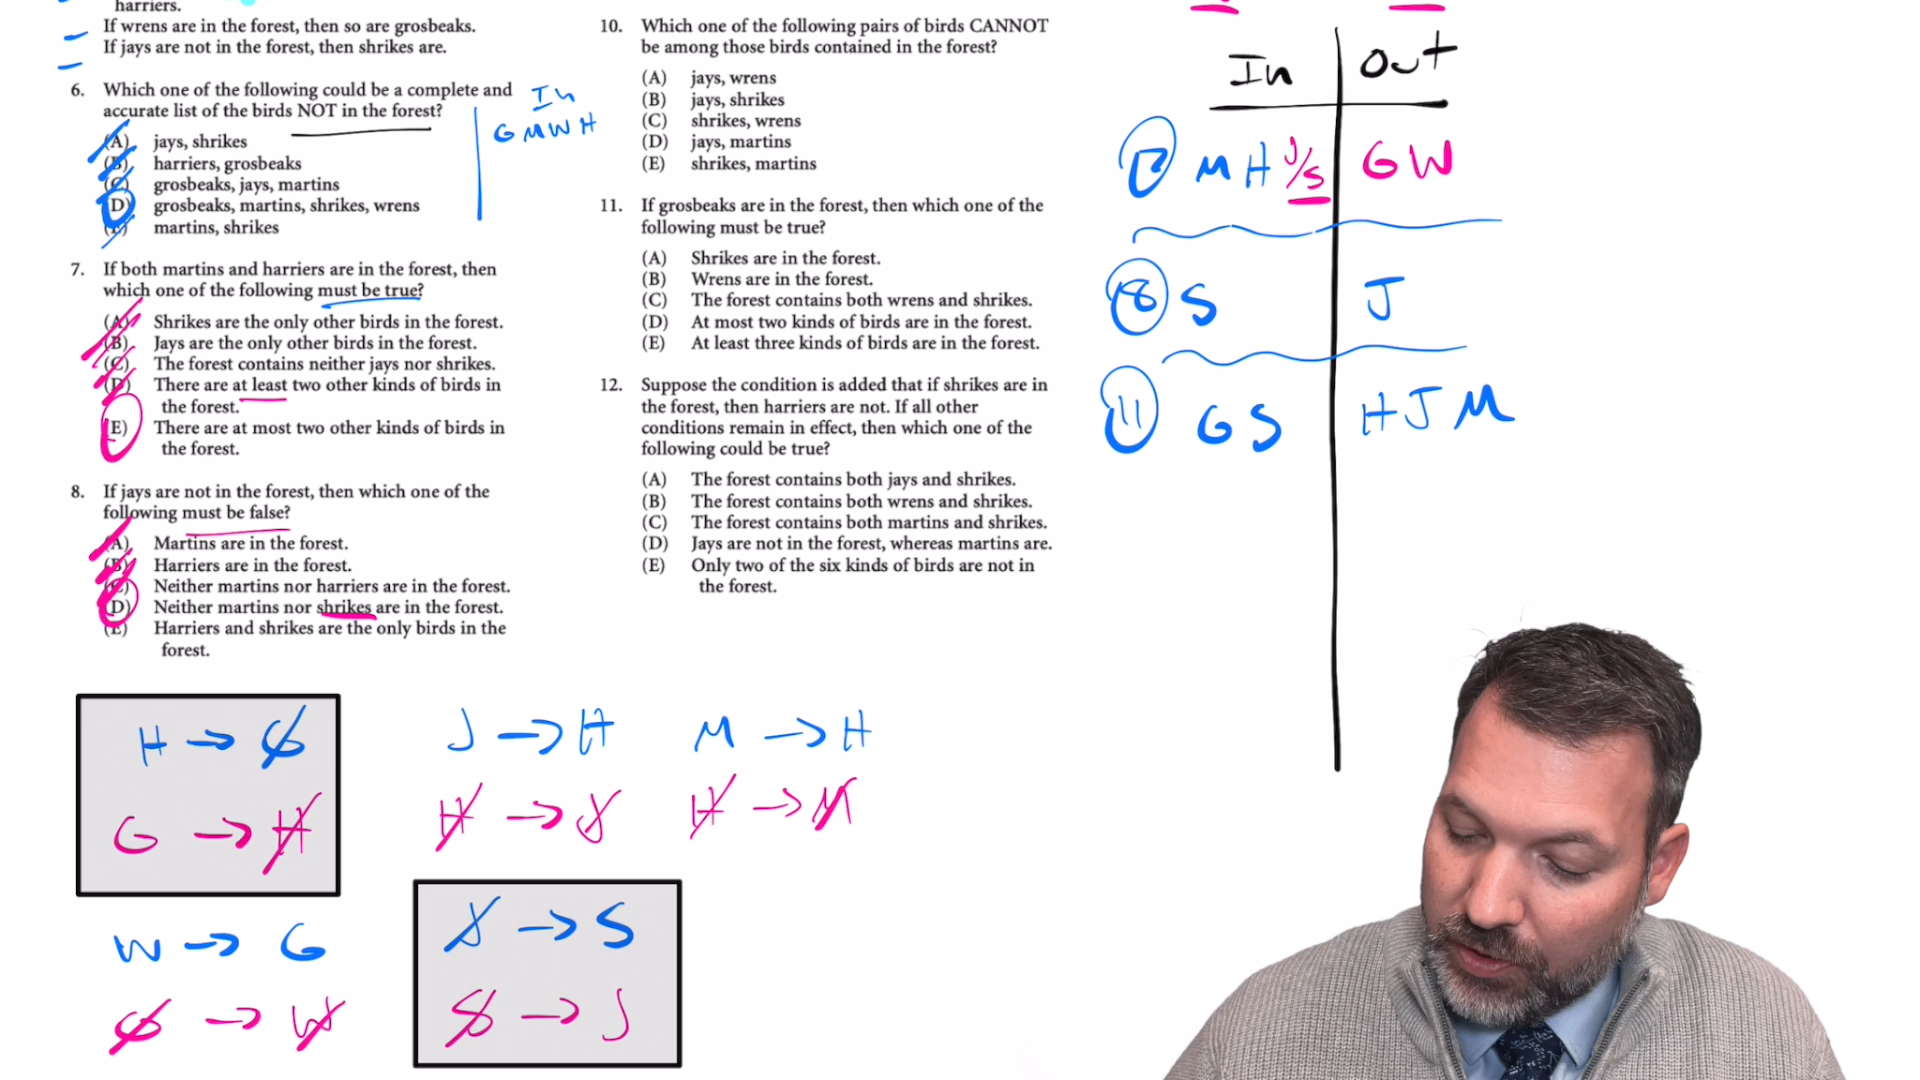 harriers.
If wrens are in the forest, then so are grosbeaks.
If jays are not in the forest, then shrikes are.
6. Which one of the following could be a complete and
accurate list of the birds NOT in the forest?
(A) jays, shrikes
(B) harriers, grosbeaks
(C) grosbeaks, jays, martins
(D) grosbeaks, martins, shrikes, wrens
martins, shrikes
In
G M W H
7. If both martins and harriers are in the forest, then
which one of the following must be true?
(A) Shrikes are the only other birds in the forest.
(B) Jays are the only other birds in the forest.
(C) The forest contains neither jays nor shrikes.
(D) There are at least two other kinds of birds in
the forest.
(E) There are at most two other kinds of birds in
the forest.
8. If jays are not in the forest, then which one of the
following must be false?
(A) Martins are in the forest.
(B) Harriers are in the forest.
(C) Neither martins nor harriers are in the forest.
(D) Neither martins nor shrikes are in the forest.
(E) Harriers and shrikes are the only birds in the
forest.
10. Which one of the following pairs of birds CANNOT
be among those birds contained in the forest?
(A) jays, wrens
(B) jays, shrikes
(C) shrikes, wrens
(D) jays, martins
(E) shrikes, martins
11. If grosbeaks are in the forest, then which one of the
following must be true?
(A) Shrikes are in the forest.
(B) Wrens are in the forest.
(C) The forest contains both wrens and shrikes.
(D) At most two kinds of birds are in the forest.
(E) At least three kinds of birds are in the forest.
12. Suppose the condition is added that if shrikes are in
the forest, then harriers are not. If all other
conditions remain in effect, then which one of the
following could be true?
(A) The forest contains both jays and shrikes.
(B) The forest contains both wrens and shrikes.
(C) The forest contains both martins and shrikes.
(D) Jays are not in the forest, whereas martins are.
(E) Only two of the six kinds of birds are not in
the forest.
In Out
7 M H J/S G W
8 S J
11 G S H J M
H → G
G → H
J → H
H → J
M → H
H → M
W → G
G → W
J → S
S → J